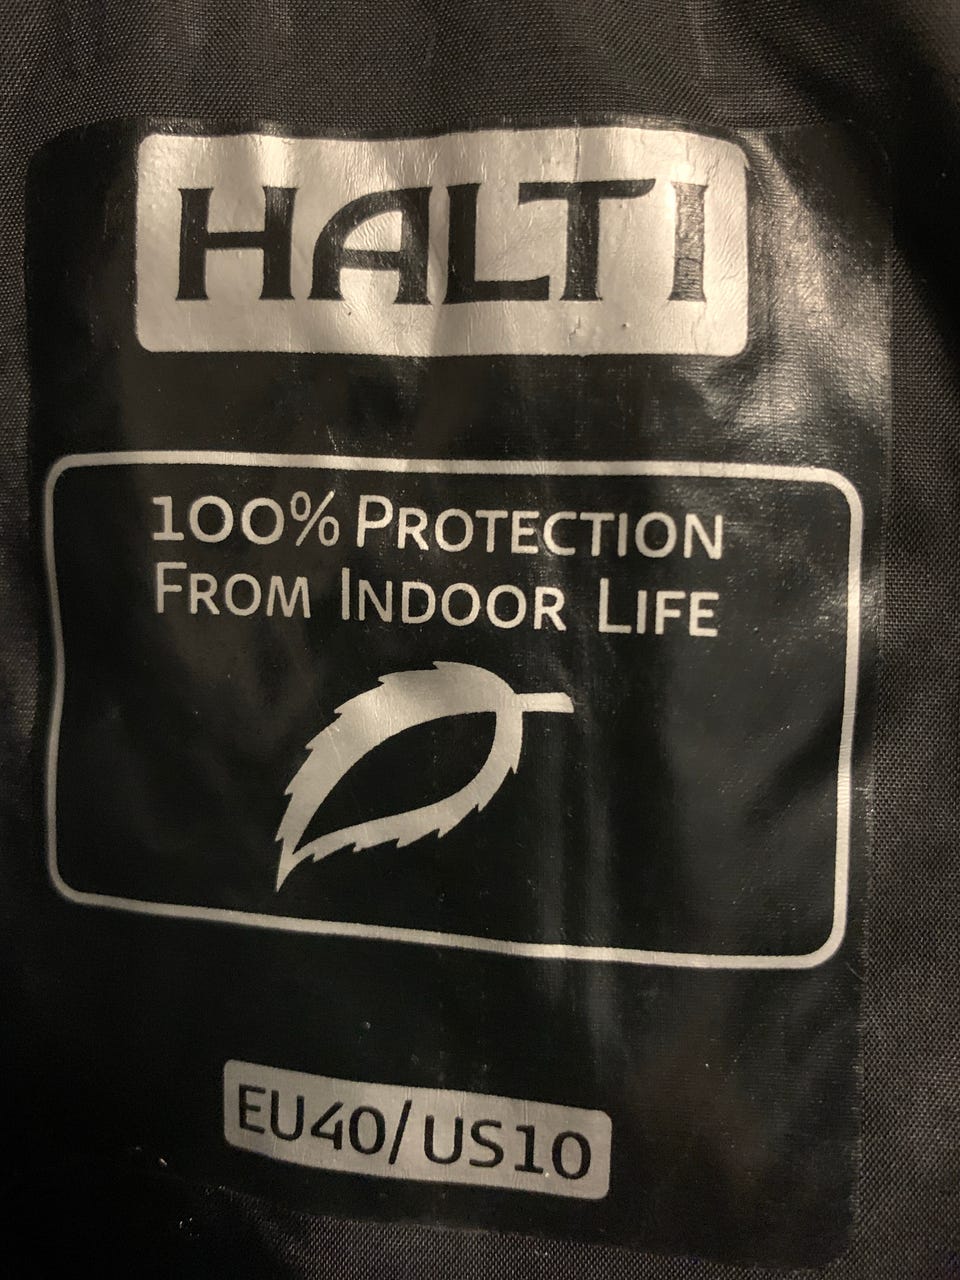 HALTI
100% PROTECTION
FROM INDOOR LIFE
EU40/US10